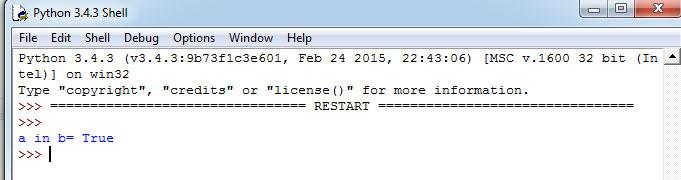 Python 3.4.3 Shell
File Edit Shell Debug Options Window Help
Python 3.4.3 (v3.4.3:9b73f1c3e601, Feb 24 2015, 22:43:06) [MSC v.1600 32 bit (In
tel)] on win32
Type "copyright", "credits" or "license()" for more information.
>>> ================================ RESTART ================================
>>>
a in b= True
>>>